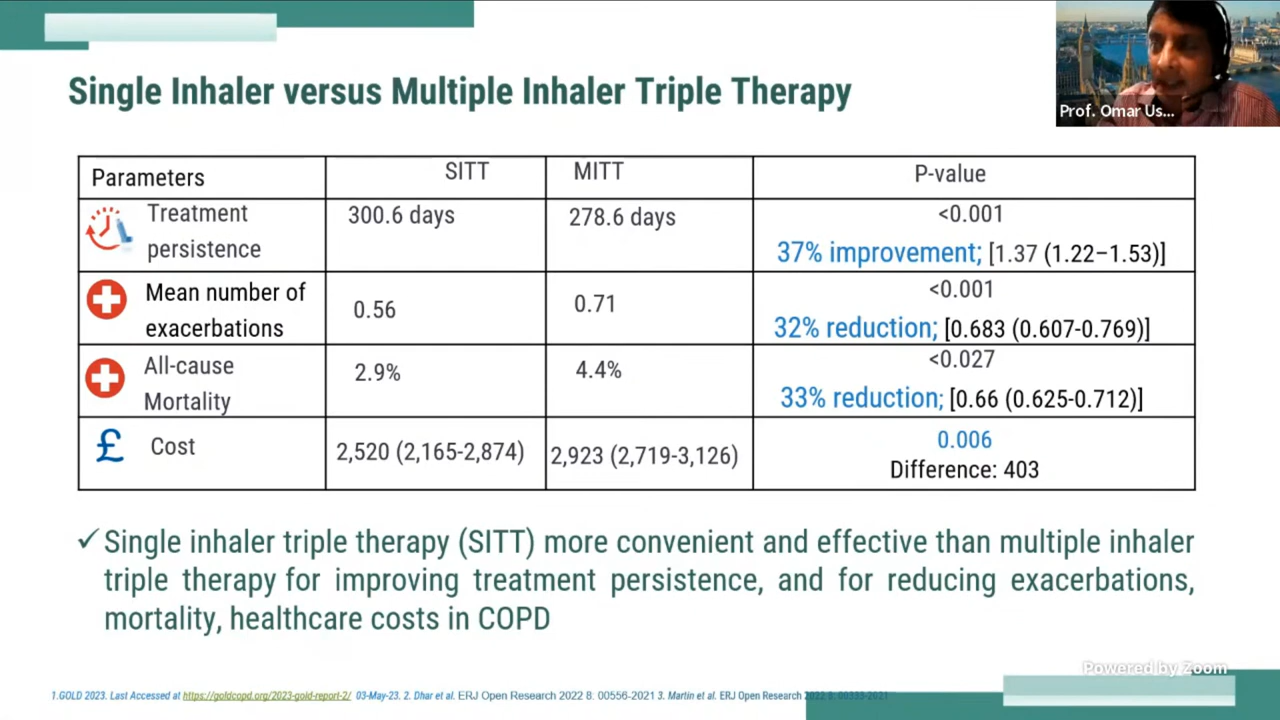 Single Inhaler versus Multiple Inhaler Triple Therapy
Prof. Omar Us...
Parameters SITT MITT P-value
Treatment persistence 300.6 days 278.6 days <0.001
37% improvement; [1.37 (1.22–1.53)]
Mean number of exacerbations 0.56 0.71 <0.001
32% reduction; [0.683 (0.607-0.769)]
All-cause Mortality 2.9% 4.4% <0.027
33% reduction; [0.66 (0.625-0.712)]
£ Cost 2,520 (2,165-2,874) 2,923 (2,719-3,126) 0.006
Difference: 403
✓ Single inhaler triple therapy (SITT) more convenient and effective than multiple inhaler
triple therapy for improving treatment persistence, and for reducing exacerbations,
mortality, healthcare costs in COPD
Powered by Zoom
1.GOLD 2023. Last Accessed at https://goldcopd.org/2023-gold-report-2/ 03-May-23. 2. Dhar et al. ERJ Open Research 2022 8: 00556-2021 3. Martin et al. ERJ Open Research 2022 8: 00333-2021